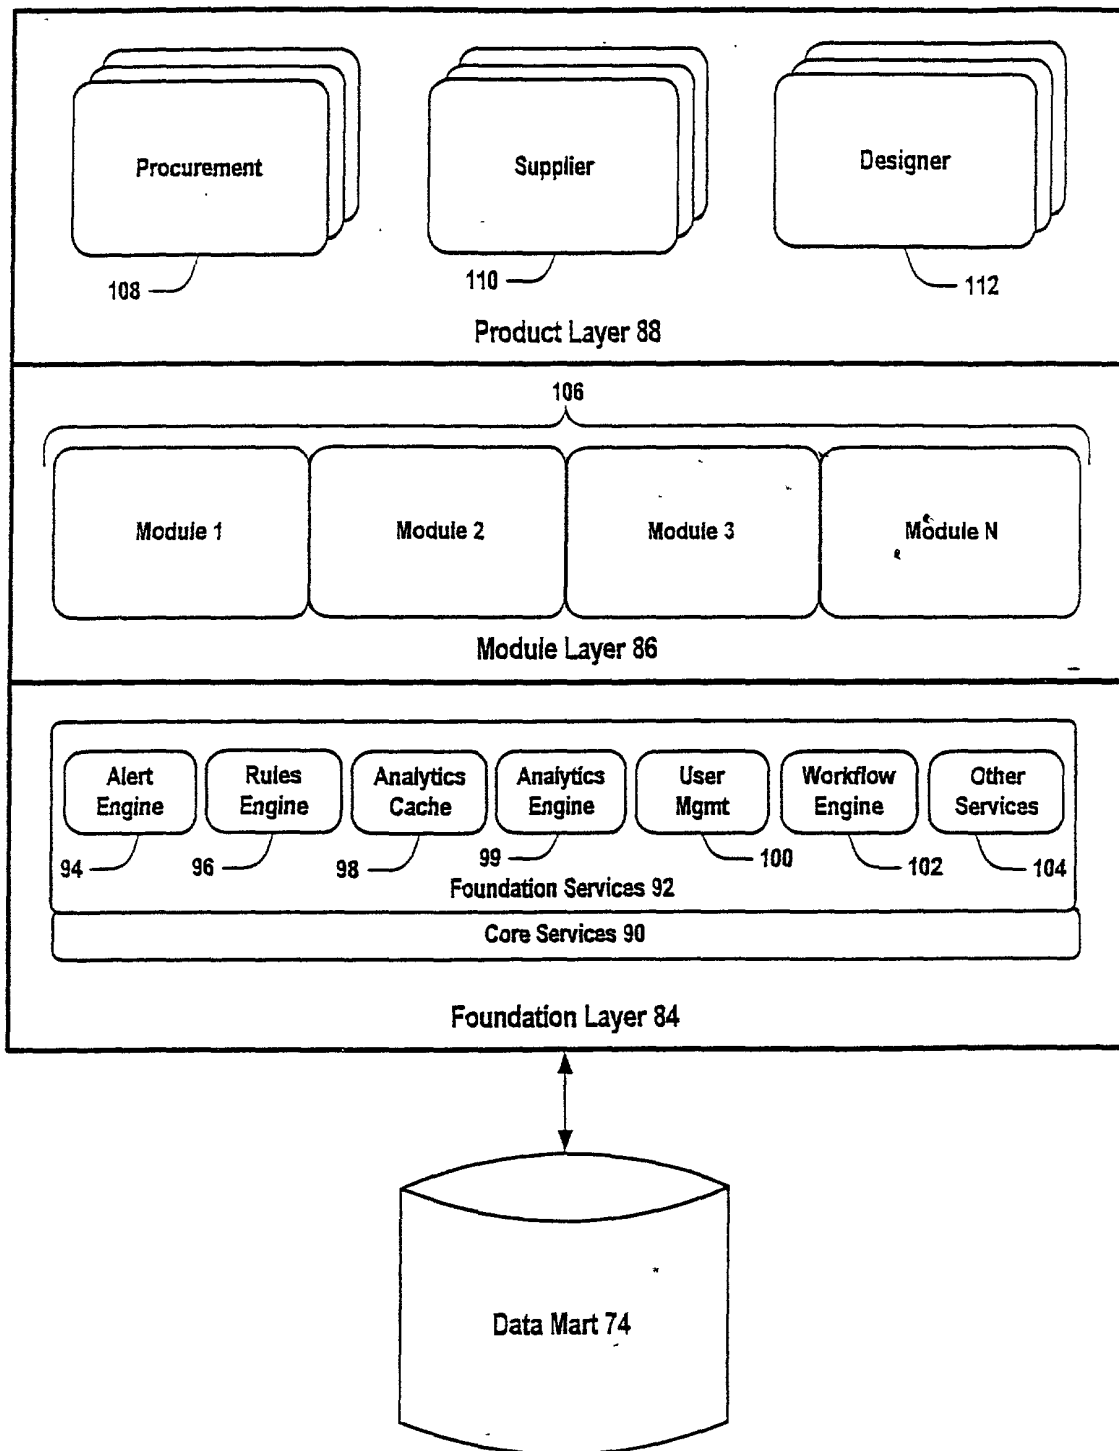 Procurement
Supplier
Designer
108
110
112
Product Layer 88
106
Module 1
Module 2
Module 3
Module N
Module Layer 86
Alert
Engine
Rules
Engine
Analytics
Cache
Analytics
Engine
User
Mgmt
Workflow
Engine
Other
Services
94
96
98
99
100
102
104
Foundation Services 92
Core Services 90
Foundation Layer 84
Data Mart 74